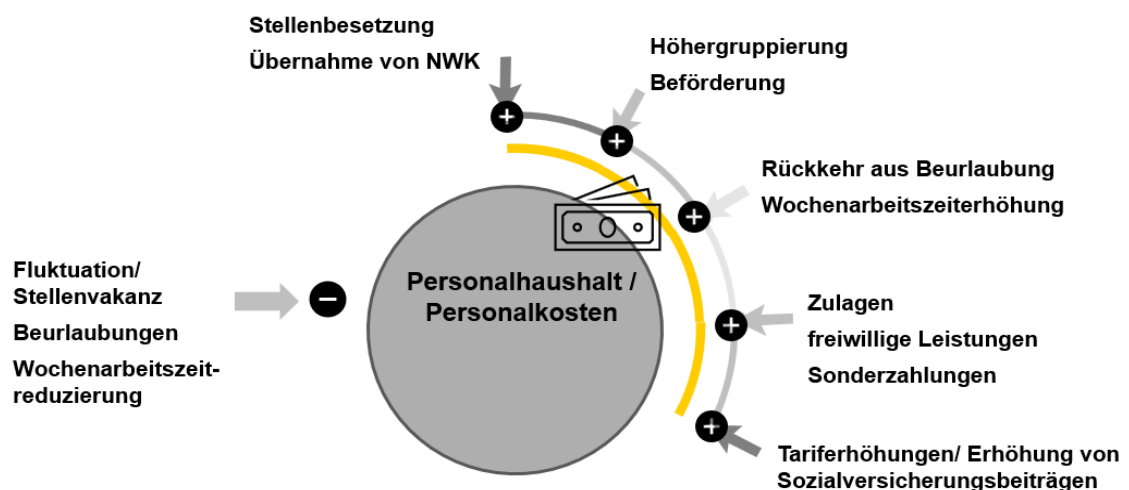 Stellenbesetzung
Übernahme von NWK
Höhergruppierung
Beförderung
Rückkehr aus Beurlaubung
Wochenarbeitszeiterhöhung
Fluktuation/
Stellenvakanz
Beurlaubungen
Wochenarbeitszeit-
reduzierung
Personalhaushalt /
Personalkosten
Zulagen
freiwillige Leistungen
Sonderzahlungen
Tariferhöhungen/ Erhöhung von
Sozialversicherungsbeiträgen